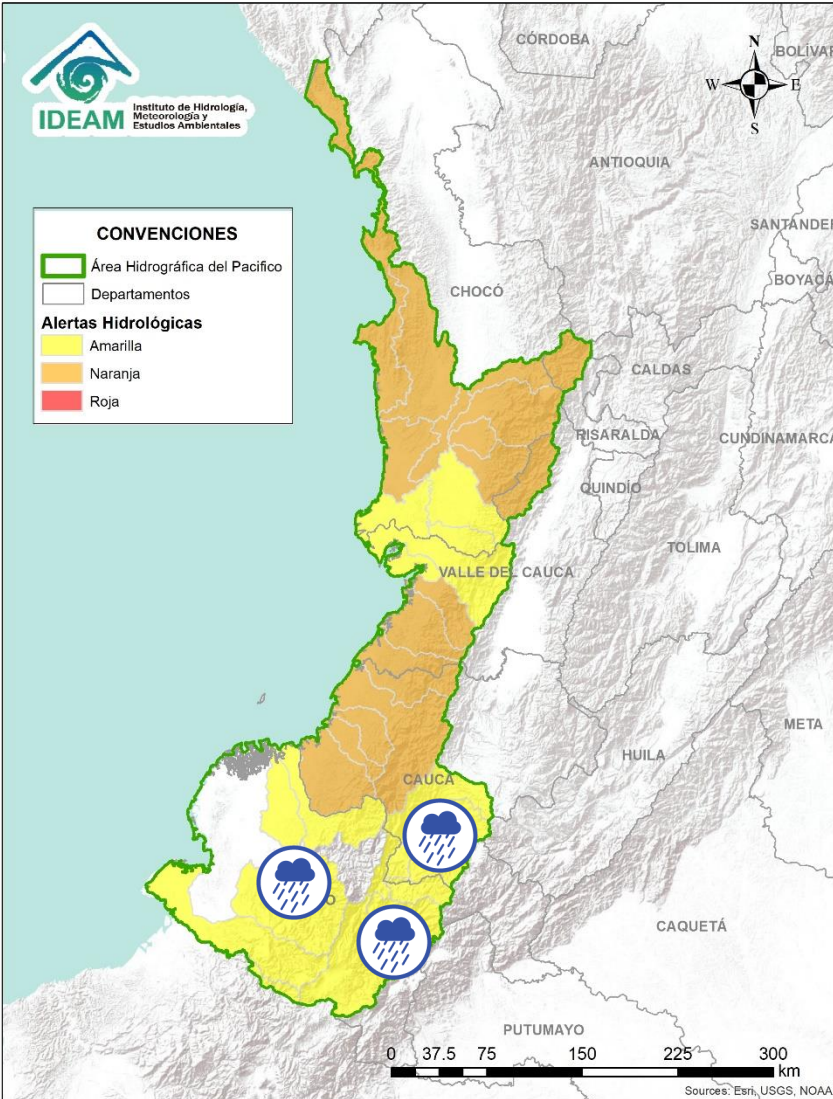 IDEAM
Instituto de Hidrología,
Meteorología y
Estudios Ambientales
CONVENCIONES
Área Hidrográfica del Pacifico
Departamentos
Alertas Hidrológicas
Amarilla
Naranja
Roja
N
W
E
S
CÓRDOBA
BOLÍVAR
ANTIOQUIA
SANTANDER
BOYACÁ
CHOCÓ
CALDAS
RISARALDA
CUNDINAMARCA
QUINDÍO
TOLIMA
VALLE DEL CAUCA
META
HUILA
CAUCA
O
CAQUETÁ
PUTUMAYO
0 37.5 75 150 225 300
km
Sources: Esri, USGS, NOAA